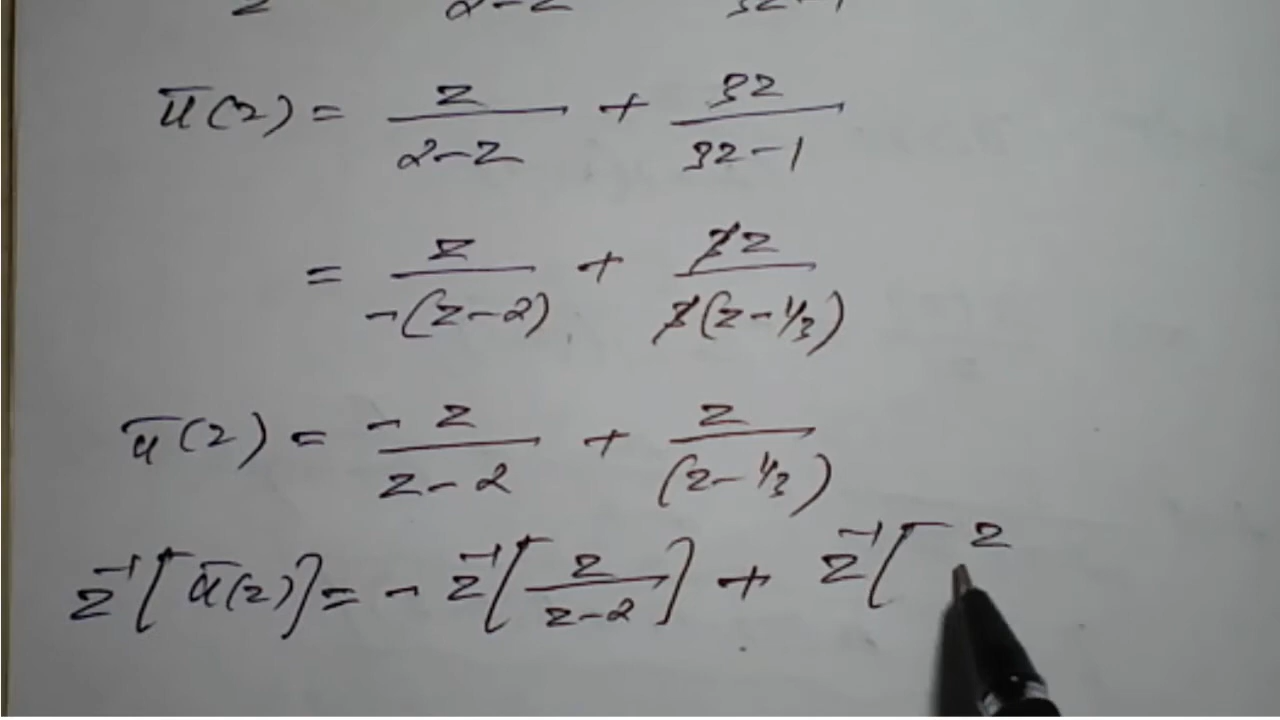 ū(z) = z/(2-z) + 3z/(3z-1)
= z/(-(z-2)) + 3z/(3(z-1/3))
ū(z) = -z/(z-2) + z/((z-1/3))
z⁻¹[ū(z)] = - z⁻¹[z/(z-2)] + z⁻¹[z